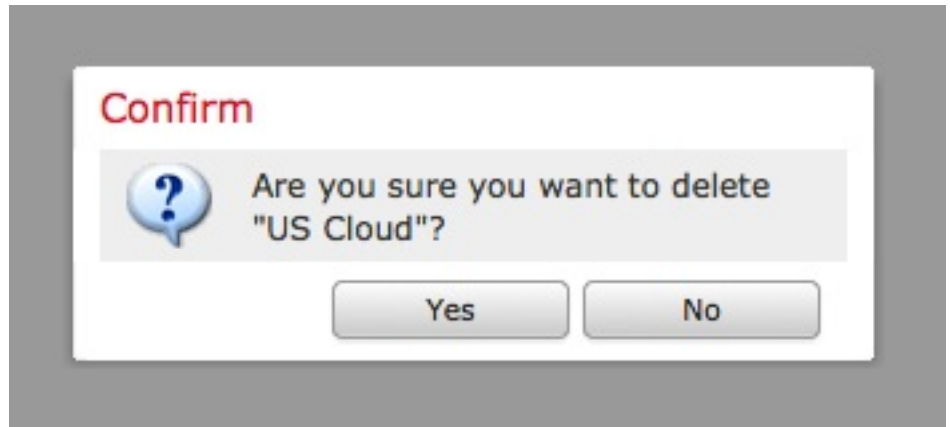 Confirm
?
Are you sure you want to delete
"US Cloud"?
Yes
No